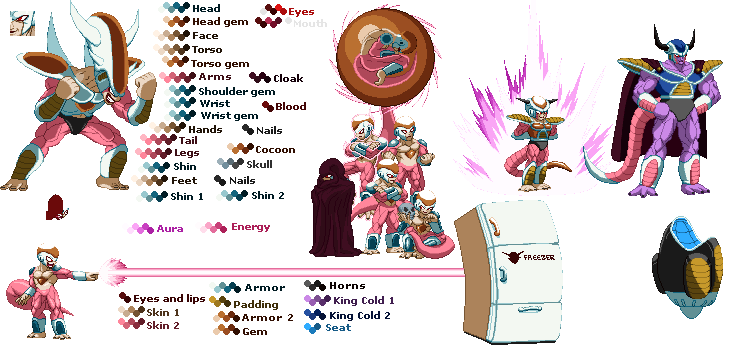 Head
Eyes
Head gem
Mouth
Face
Torso
Torso gem
Arms
Cloak
Shoulder gem
Wrist
Blood
Wrist gem
Hands
Nails
Tail
Legs
Cocoon
Shin
Skull
Feet
Nails
Shin 1
Shin 2
Aura
Energy
FREEZER
Eyes and lips
Skin 1
Skin 2
Armor
Padding
Armor 2
Gem
Horns
King Cold 1
King Cold 2
Seat